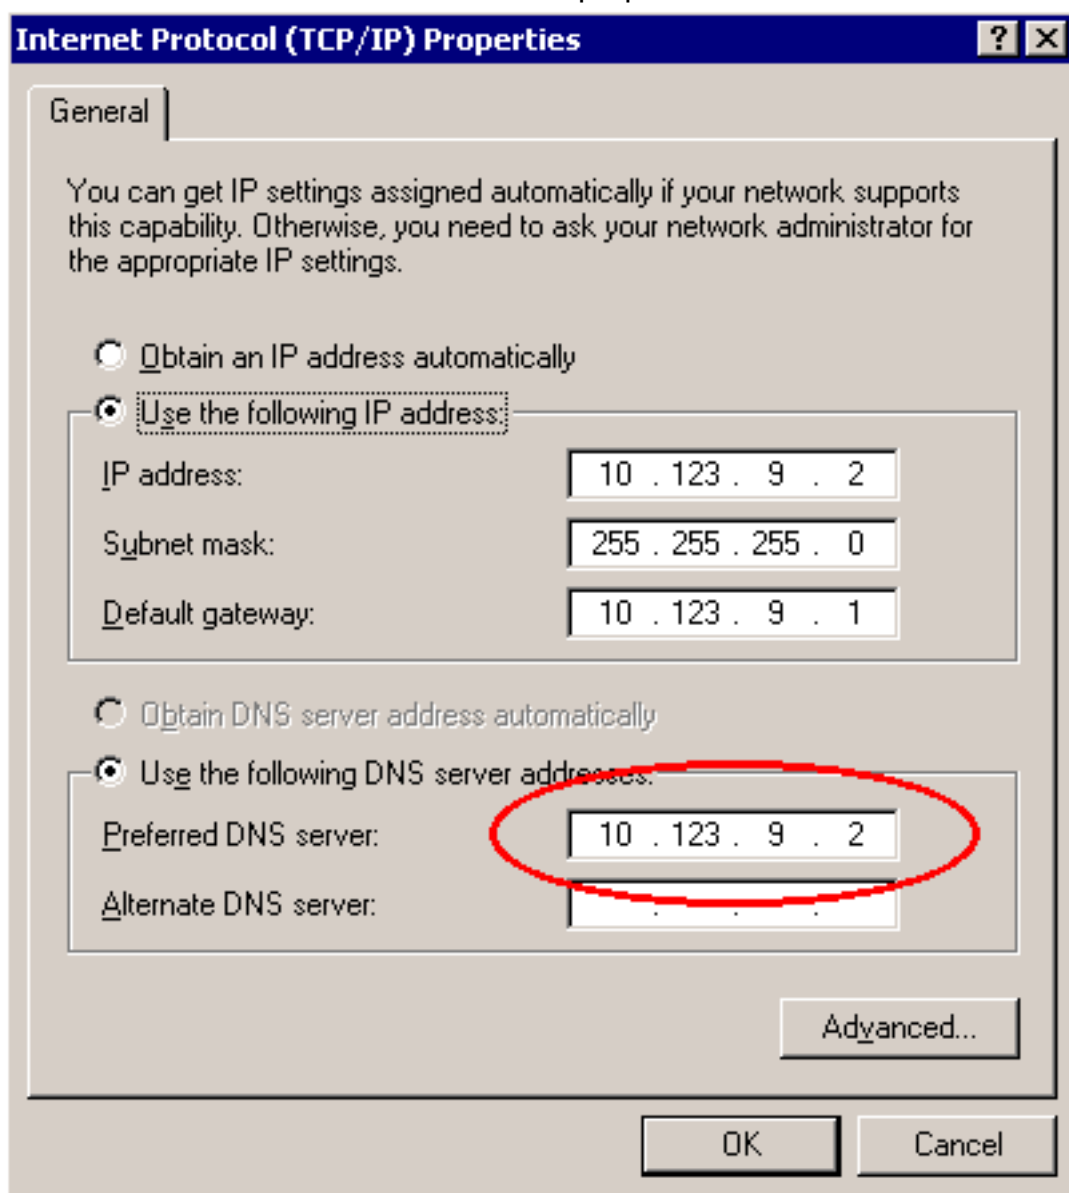 Internet Protocol (TCP/IP) Properties ? X
General
You can get IP settings assigned automatically if your network supports
this capability. Otherwise, you need to ask your network administrator for
the appropriate IP settings.
Obtain an IP address automatically
Use the following IP address:
IP address: 10 . 123 . 9 . 2
Subnet mask: 255 . 255 . 255 . 0
Default gateway: 10 . 123 . 9 . 1
Obtain DNS server address automatically
Use the following DNS server addresses:
Preferred DNS server: 10 . 123 . 9 . 2
Alternate DNS server: . . .
Advanced...
OK Cancel